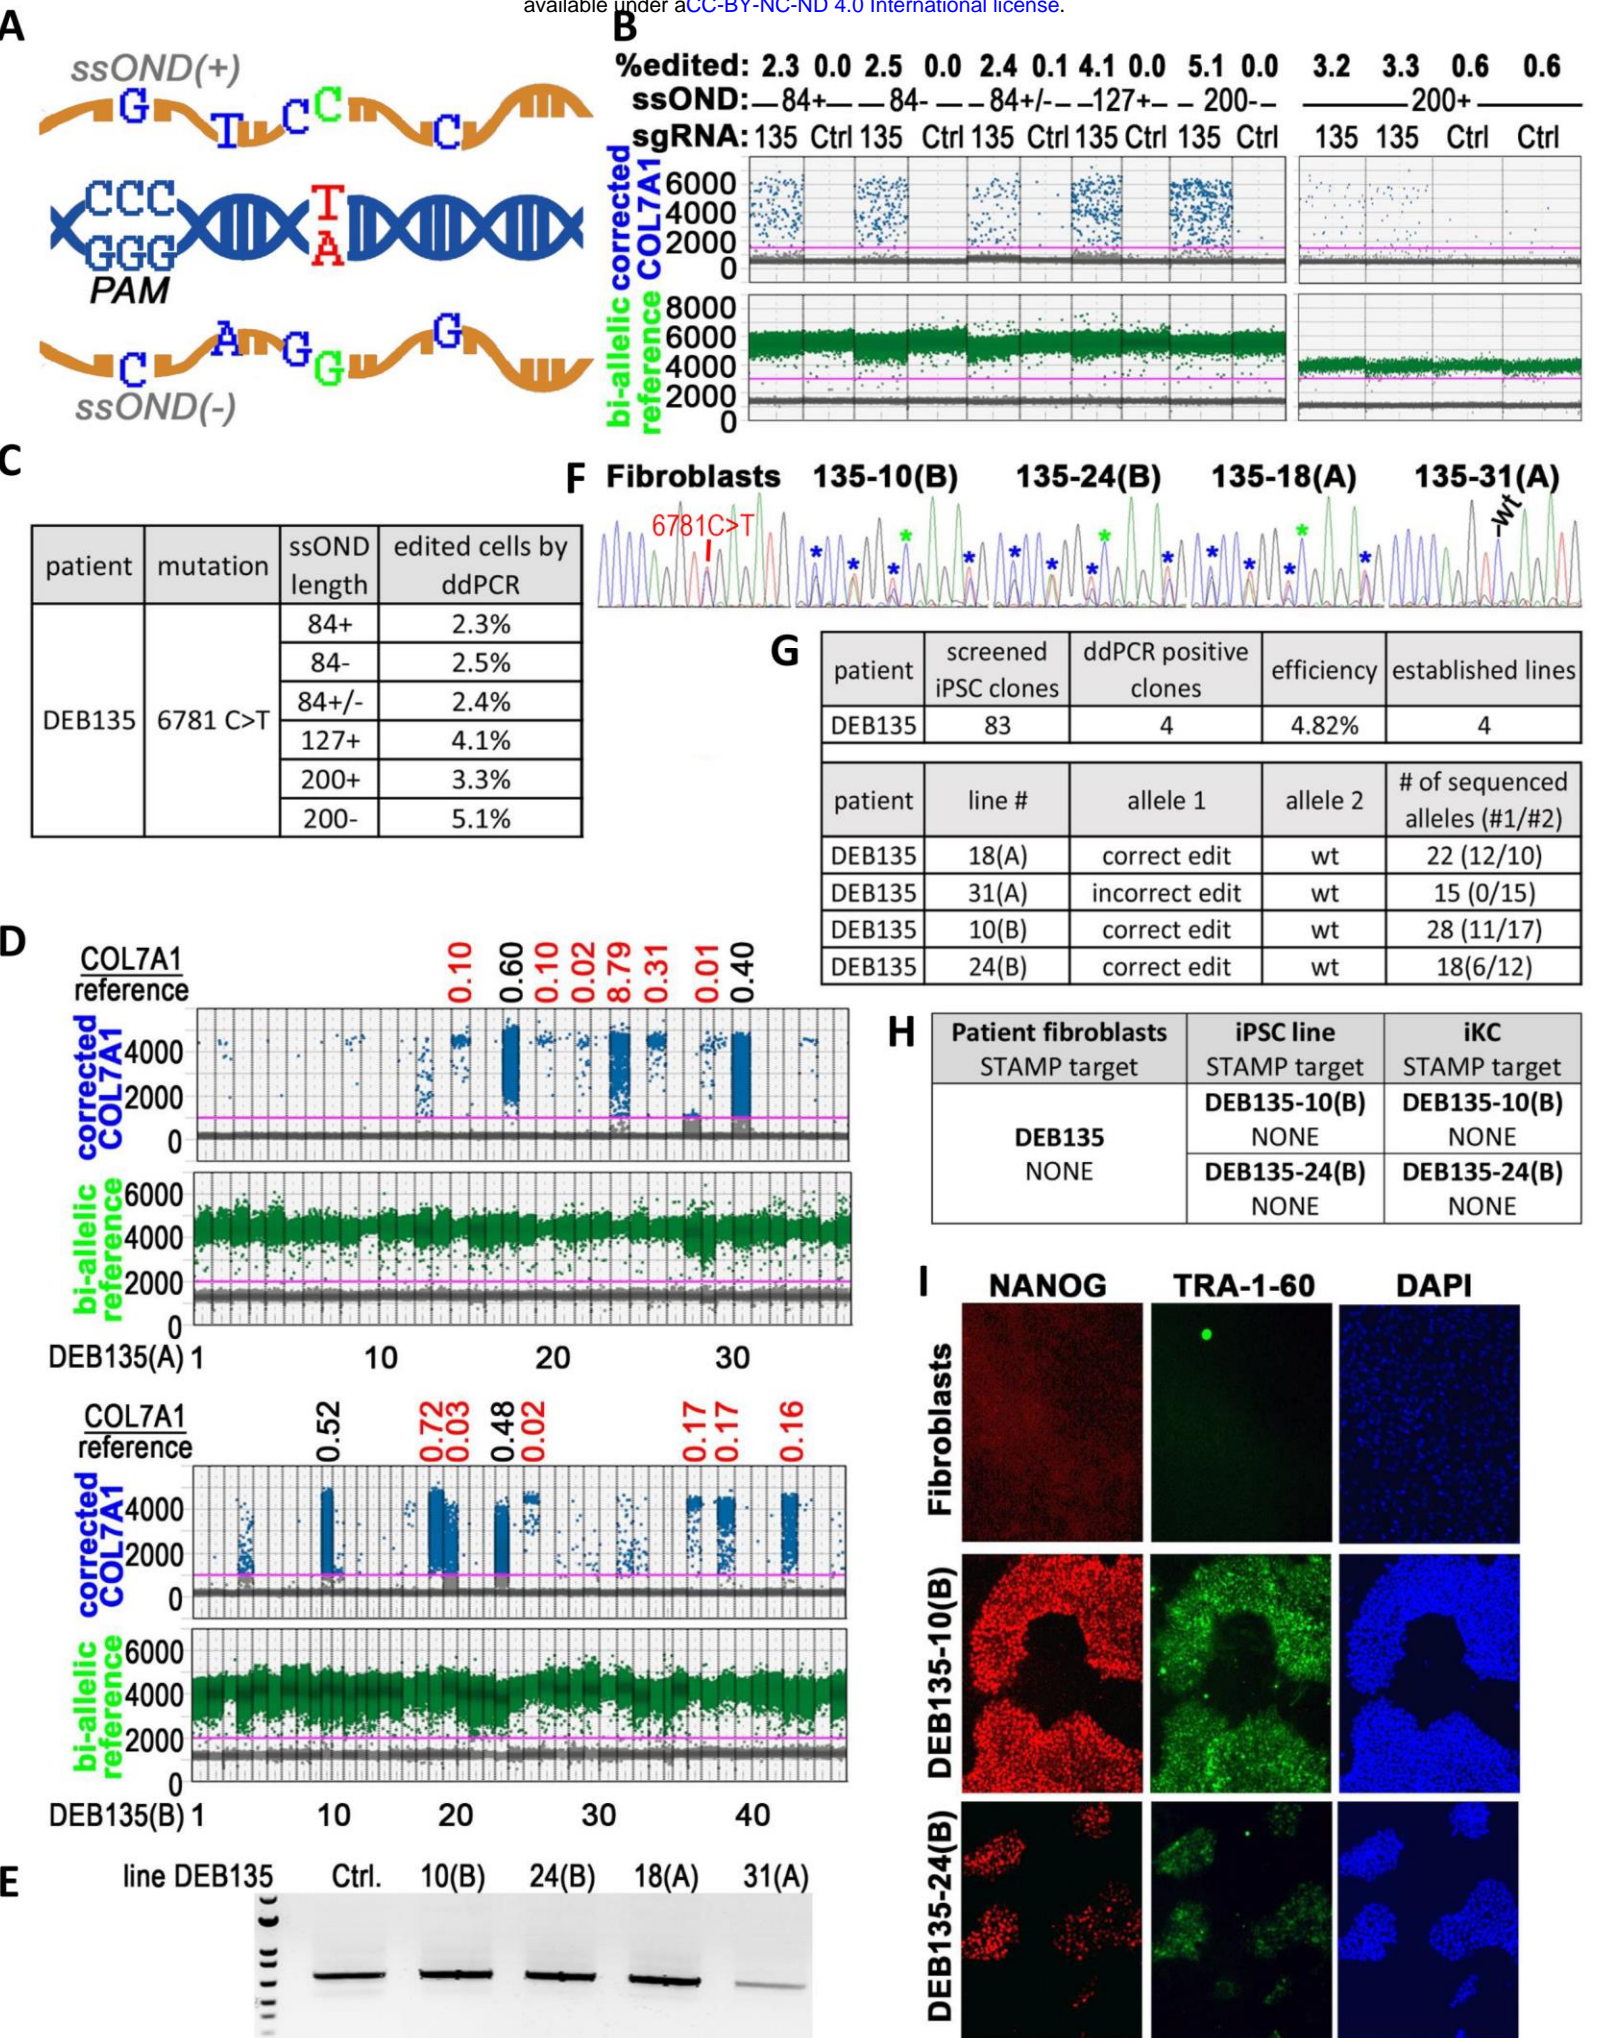 available under aCC-BY-NC-ND 4.0 International license.
A
ssOND(+)
G T C C C
CCC T
GGG A
PAM
C A G G G
ssOND(-)
B
%edited: 2.3 0.0 2.5 0.0 2.4 0.1 4.1 0.0 5.1 0.0 3.2 3.3 0.6 0.6
ssOND: 84+ 84- 84+/- 127+ 200- 200+
sgRNA: 135 Ctrl 135 Ctrl 135 Ctrl 135 Ctrl 135 Ctrl 135 135 Ctrl Ctrl
corrected COL7A1
6000
4000
2000
0
bi-allelic reference
8000
6000
4000
2000
0
C
patient mutation ssOND length edited cells by ddPCR
DEB135 6781 C>T
84+ 2.3%
84- 2.5%
84+/- 2.4%
127+ 4.1%
200+ 3.3%
200- 5.1%
F
Fibroblasts 135-10(B) 135-24(B) 135-18(A) 135-31(A)
6781C>T
* * * * *
* * * * *
* * * * *
wt
G
patient screened iPSC clones ddPCR positive clones efficiency established lines
DEB135 83 4 4.82% 4
patient line # allele 1 allele 2 # of sequenced alleles (#1/#2)
DEB135 18(A) correct edit wt 22 (12/10)
DEB135 31(A) incorrect edit wt 15 (0/15)
DEB135 10(B) correct edit wt 28 (11/17)
DEB135 24(B) correct edit wt 18(6/12)
D
COL7A1
reference
0.10 0.60 0.10 0.02 8.79 0.31 0.01 0.40
corrected COL7A1
4000
2000
0
bi-allelic reference
6000
4000
2000
0
DEB135(A) 1 10 20 30
COL7A1
reference
0.52 0.72 0.03 0.48 0.02 0.17 0.17 0.16
corrected COL7A1
4000
2000
0
bi-allelic reference
6000
4000
2000
0
DEB135(B) 1 10 20 30 40
H
Patient fibroblasts STAMP target
iPSC line STAMP target
iKC STAMP target
DEB135
NONE
DEB135-10(B) DEB135-10(B)
NONE NONE
DEB135-24(B) DEB135-24(B)
NONE NONE
E
line DEB135 Ctrl. 10(B) 24(B) 18(A) 31(A)
I
NANOG TRA-1-60 DAPI
Fibroblasts
DEB135-10(B)
DEB135-24(B)